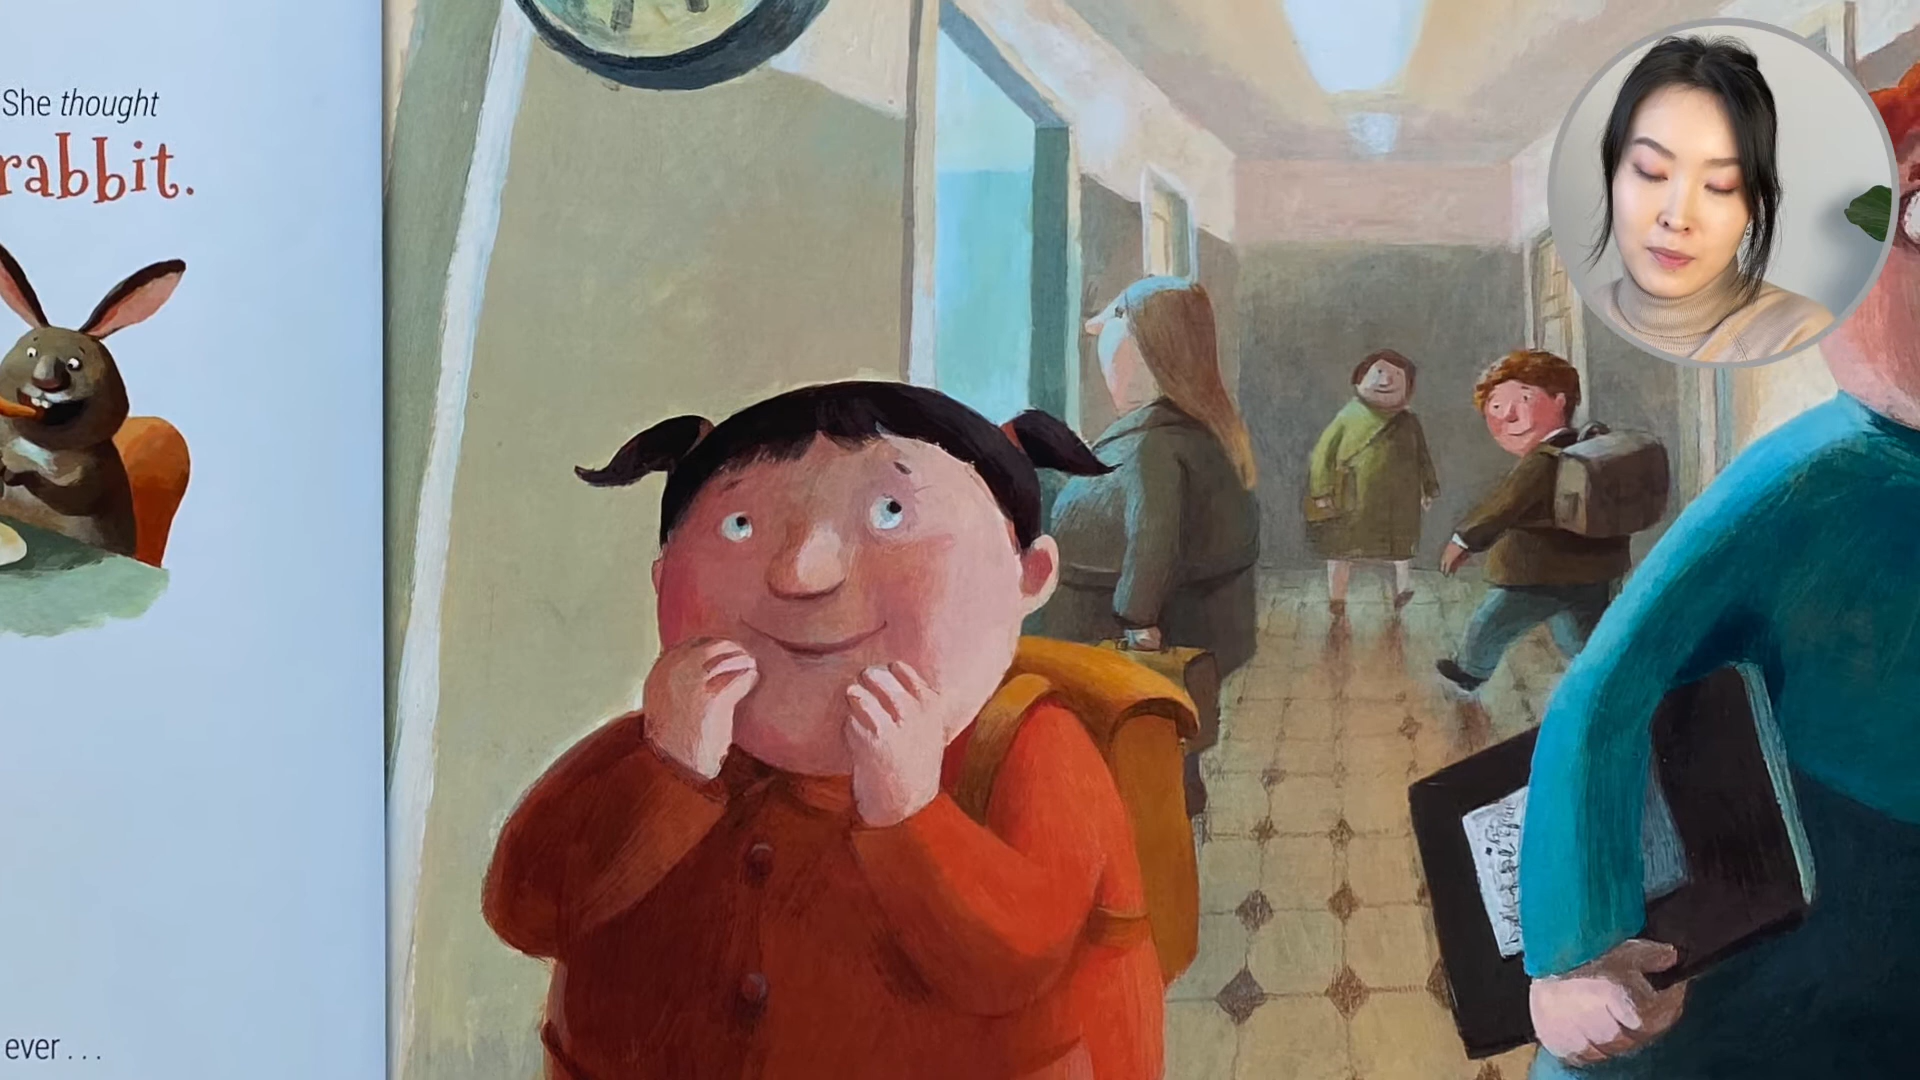 She thought
rabbit.
ever . . .